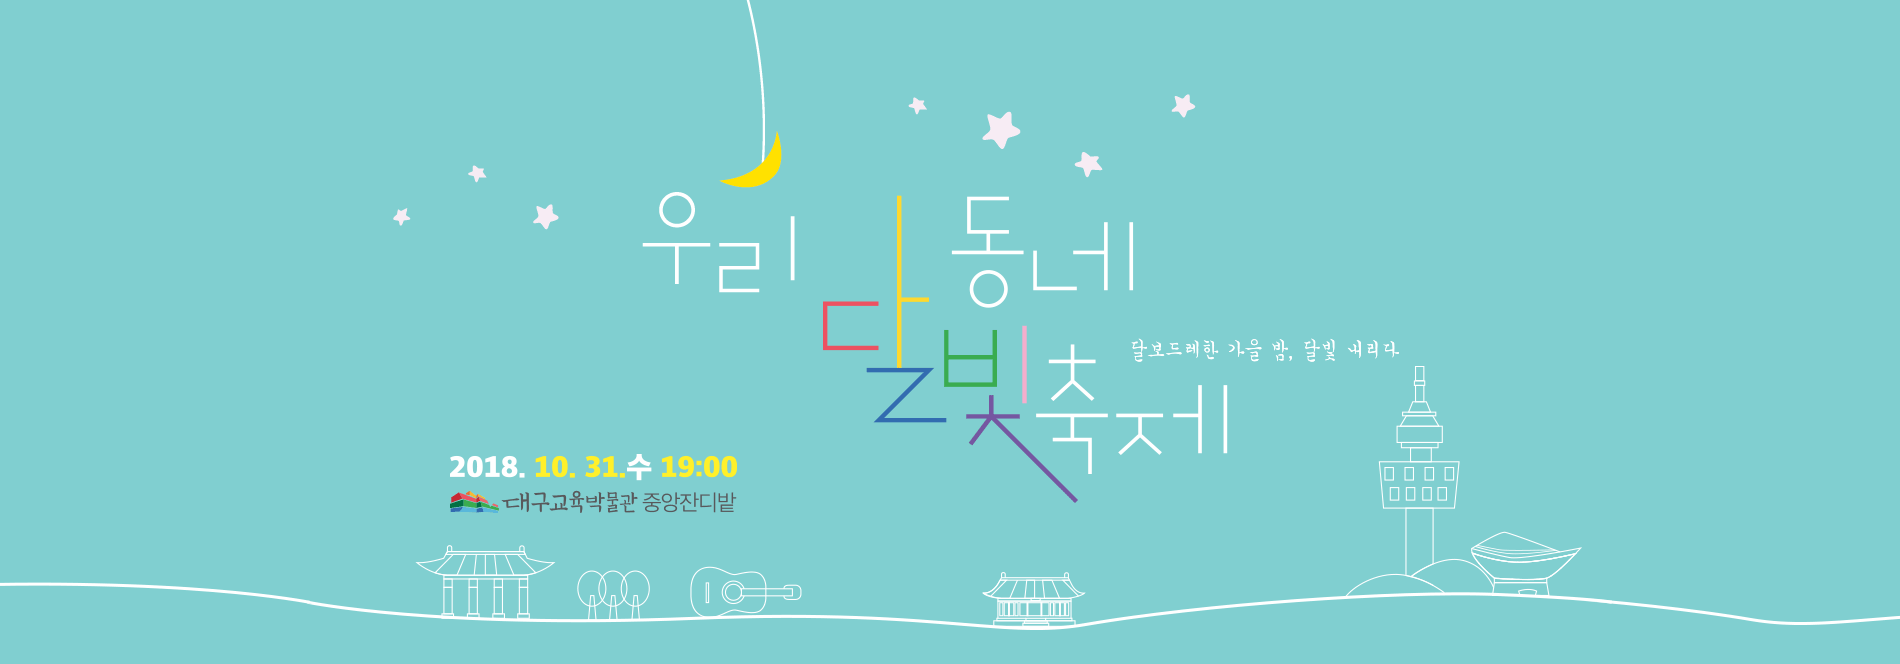 우리 동네
달빛축제
달보드레한 가을 밤, 달빛 내리다.
2018. 10. 31.수 19:00
대구교육박물관 중앙잔디밭